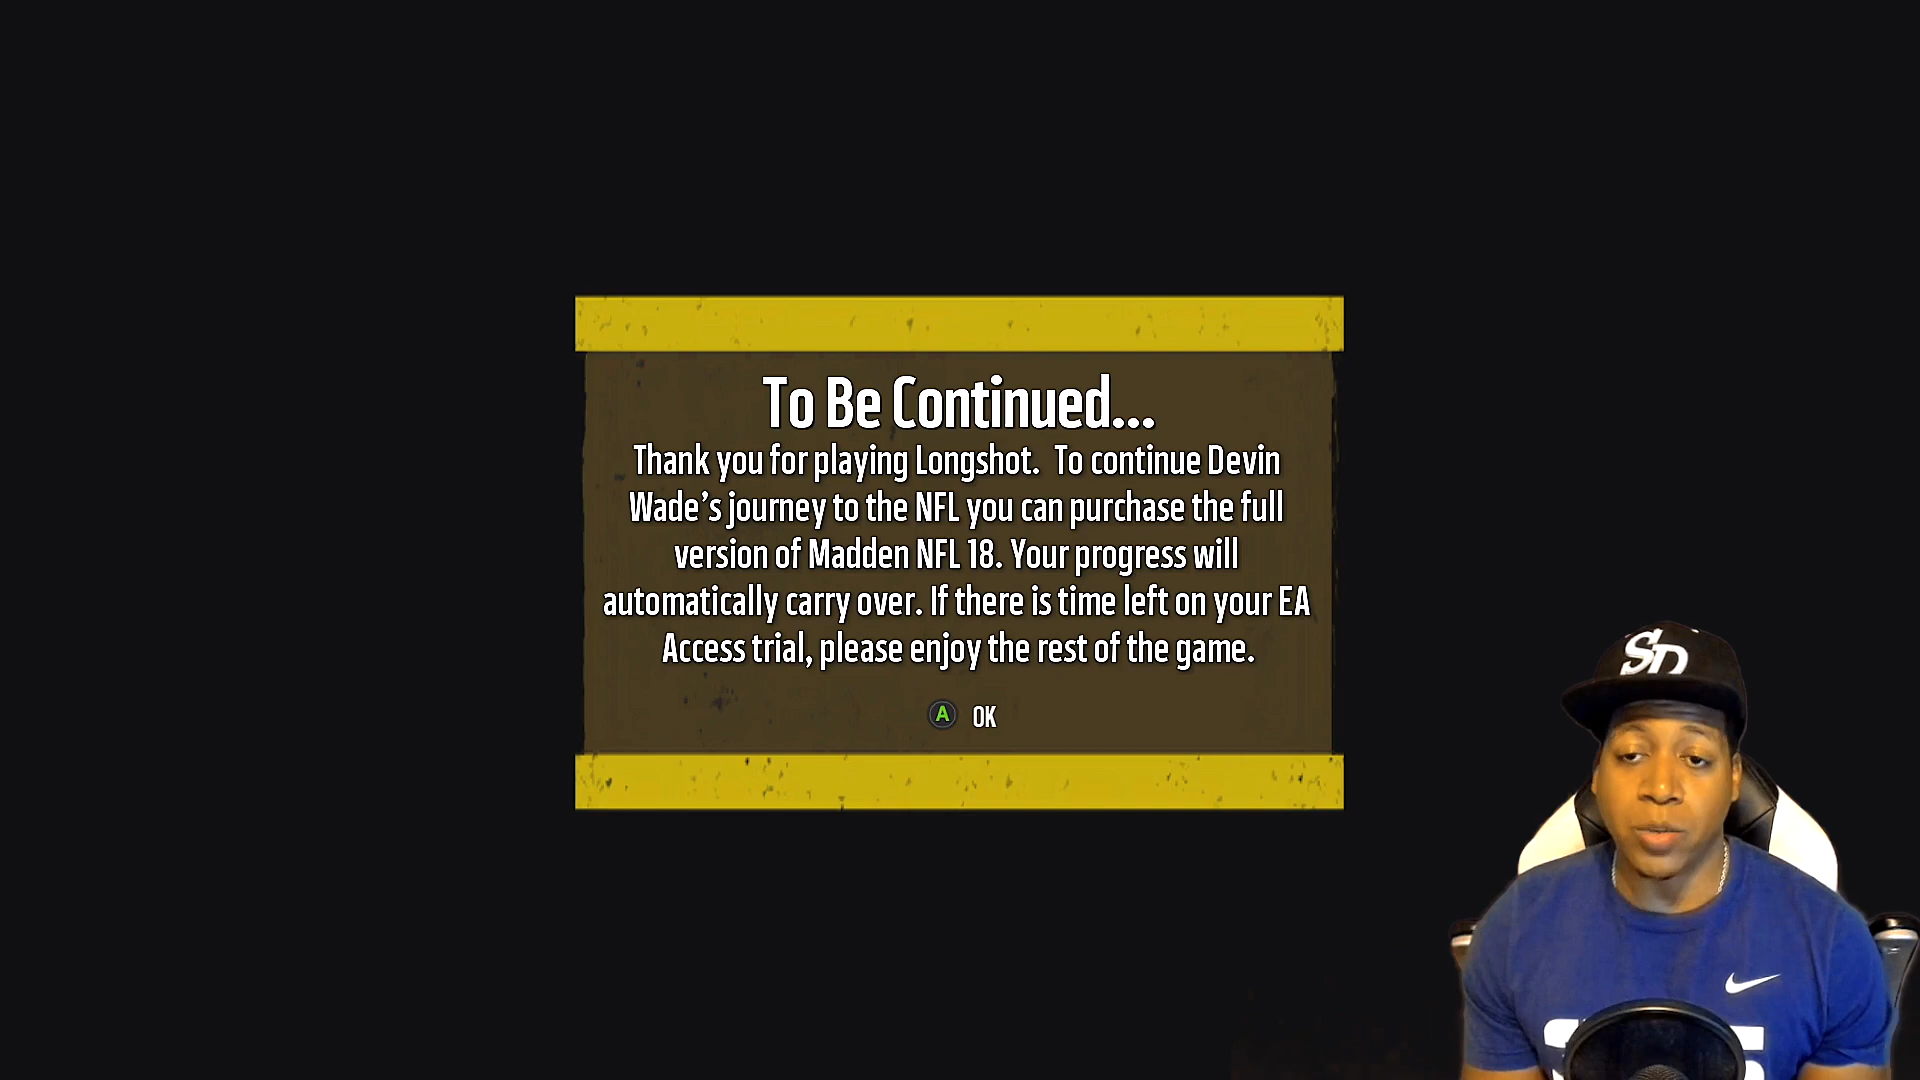 To Be Continued...
Thank you for playing Longshot.  To continue Devin
Wade’s journey to the NFL you can purchase the full
version of Madden NFL 18. Your progress will
automatically carry over. If there is time left on your EA
Access trial, please enjoy the rest of the game.
A OK
SD